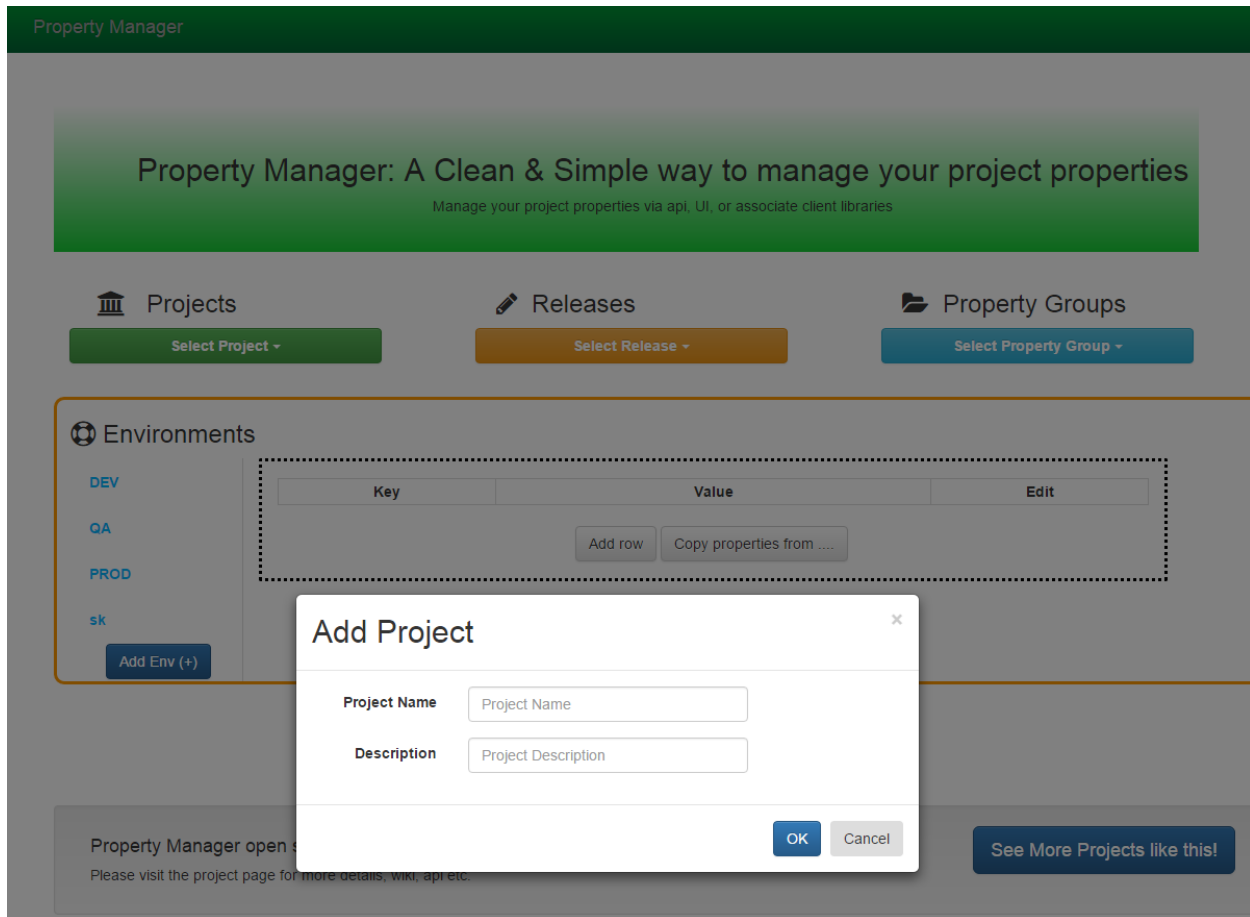 Property Manager
Property Manager: A Clean & Simple way to manage your project properties
Manage your project properties via api, UI, or associate client libraries
Projects
Releases
Property Groups
Select Project
Select Release
Select Property Group
Environments
DEV
QA
PROD
sk
Add Env (+)
Key Value Edit
Add row Copy properties from ....
Add Project
×
Project Name Project Name
Description Project Description
OK Cancel
Property Manager open
Please visit the project page for more details, wiki, api etc.
See More Projects like this!